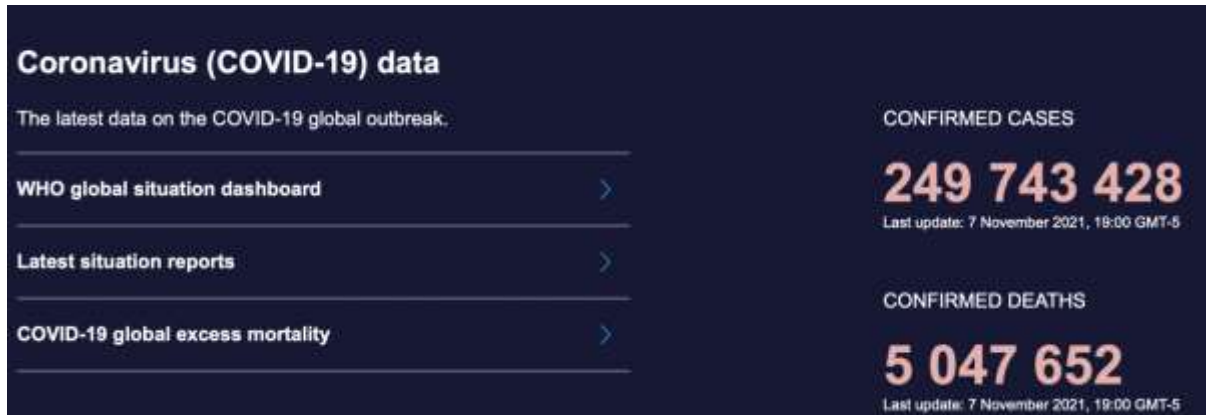 Coronavirus (COVID-19) data
The latest data on the COVID-19 global outbreak.
WHO global situation dashboard
Latest situation reports
COVID-19 global excess mortality
CONFIRMED CASES
249 743 428
Last update: 7 November 2021, 19:00 GMT-5
CONFIRMED DEATHS
5 047 652
Last update: 7 November 2021, 19:00 GMT-5